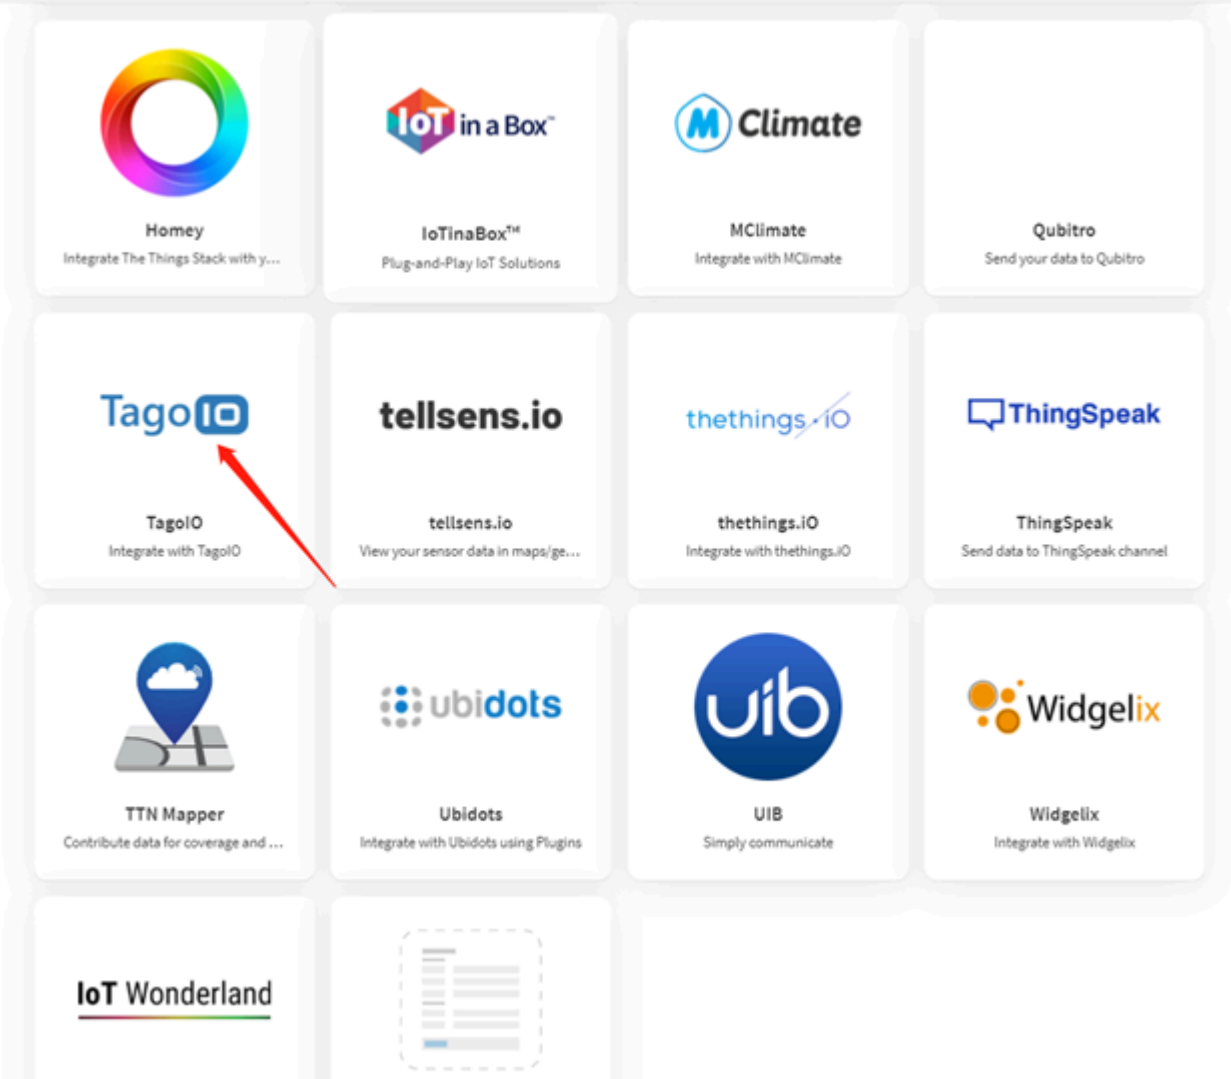 IoT in a Box™
M Climate
Homey
IoTinaBox™
MClimate
Qubitro
Integrate The Things Stack with y...
Plug-and-Play IoT Solutions
Integrate with MClimate
Send your data to Qubitro
Tago IO
tellsens.io
thethings.iO
ThingSpeak
TagoIO
tellsens.io
thethings.iO
ThingSpeak
Integrate with TagoIO
View your sensor data in maps/ge...
Integrate with thethings.iO
Send data to ThingSpeak channel
ubidots
uib
Widgelix
TTN Mapper
Ubidots
UIB
Widgelix
Contribute data for coverage and ...
Integrate with Ubidots using Plugins
Simply communicate
Integrate with Widgelix
IoT Wonderland